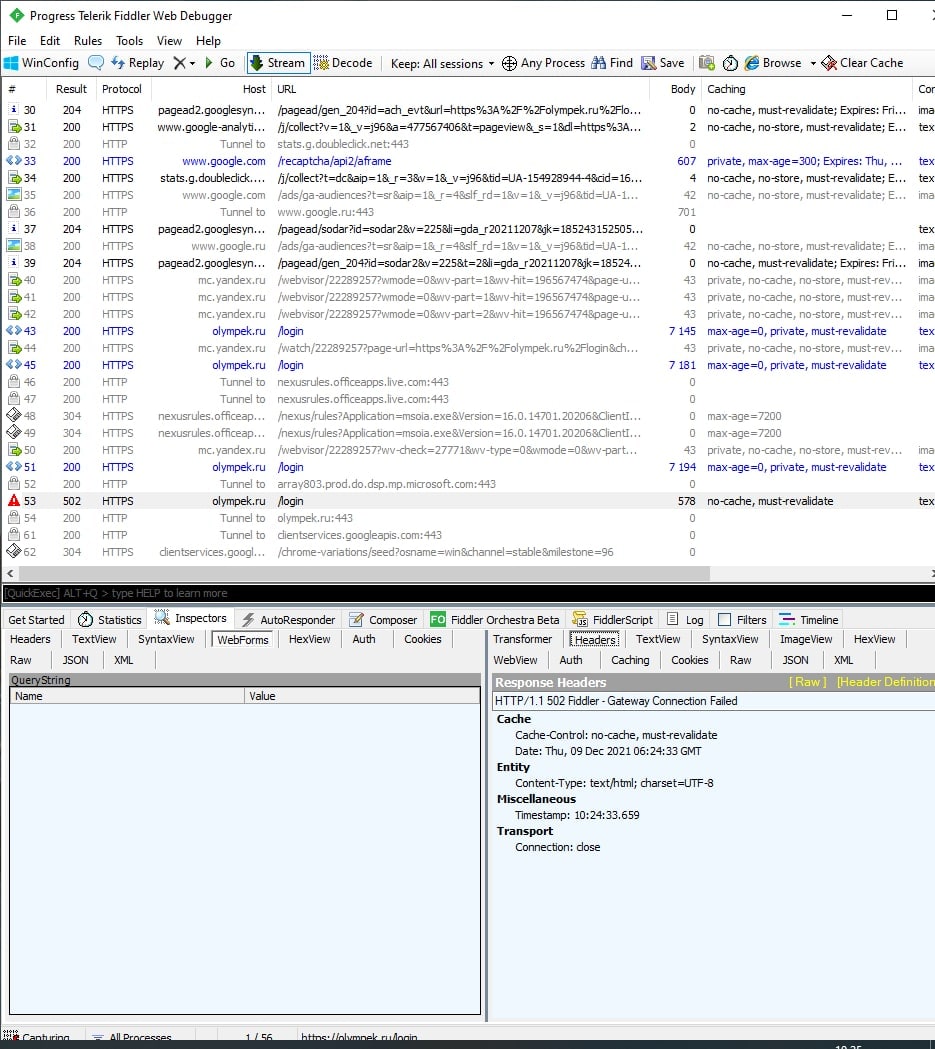 Progress Telerik Fiddler Web Debugger
File Edit Rules Tools View Help
WinConfig Replay Go Stream Decode Keep: All sessions Any Process Find Save Browse Clear Cache
# Result Protocol Host URL Body Caching Con
30 204 HTTPS pagead2.googlesyn... /pagead/gen_204?id=ach_evt&url=https%3A%2F%2Folympek.ru%2Flo... 0 no-cache, must-revalidate; Expires: Fri... ima
31 200 HTTPS www.google-analyti... /j/collect?v=1&_v=j96&a=477567406&t=pageview&_s=1&dl=https%3A... 2 no-cache, no-store, must-revalidate; E... tex
32 200 HTTP Tunnel to stats.g.doubleclick.net:443 0
33 200 HTTPS www.google.com /recaptcha/api2/aframe 607 private, max-age=300; Expires: Thu, ... tex
34 200 HTTPS stats.g.doubleclick.... /j/collect?t=dc&aip=1&_r=3&v=1&_v=j96&tid=UA-154928944-4&cid=16... 4 no-cache, no-store, must-revalidate; E... tex
35 200 HTTPS www.google.com /ads/ga-audiences?t=sr&aip=1&_r=4&slf_rd=1&v=1&_v=j96&tid=UA-1... 42 no-cache, no-store, must-revalidate; E... ima
36 200 HTTP Tunnel to www.google.ru:443 701
37 204 HTTPS pagead2.googlesyn... /pagead/sodar?id=sodar2&v=225&li=gda_r20211207&jk=185243152505... 0 tex
38 200 HTTPS www.google.ru /ads/ga-audiences?t=sr&aip=1&_r=4&slf_rd=1&v=1&_v=j96&tid=UA-1... 42 no-cache, no-store, must-revalidate; E... ima
39 204 HTTPS pagead2.googlesyn... /pagead/gen_204?id=sodar2&v=225&t=2&li=gda_r20211207&jk=18524... 0 no-cache, must-revalidate; Expires: Fri... ima
40 200 HTTPS mc.yandex.ru /webvisor/22289257?wmode=0&wv-part=1&wv-hit=196567474&page-u... 43 private, no-cache, no-store, must-rev... ima
41 200 HTTPS mc.yandex.ru /webvisor/22289257?wmode=0&wv-part=1&wv-hit=196567474&page-u... 43 private, no-cache, no-store, must-rev... ima
42 200 HTTPS mc.yandex.ru /webvisor/22289257?wmode=0&wv-part=2&wv-hit=196567474&page-u... 43 private, no-cache, no-store, must-rev... ima
43 200 HTTPS olympek.ru /login 7 145 max-age=0, private, must-revalidate tex
44 200 HTTPS mc.yandex.ru /watch/22289257?page-url=https%3A%2F%2Folympek.ru%2Flogin&ch... 43 private, no-cache, no-store, must-rev... ima
45 200 HTTPS olympek.ru /login 7 181 max-age=0, private, must-revalidate tex
46 200 HTTP Tunnel to nexusrules.officeapps.live.com:443 0
47 200 HTTP Tunnel to nexusrules.officeapps.live.com:443 0
48 304 HTTPS nexusrules.officeap... /nexus/rules?Application=msoia.exe&Version=16.0.14701.20206&ClientI... 0 max-age=7200
49 304 HTTPS nexusrules.officeap... /nexus/rules?Application=msoia.exe&Version=16.0.14701.20206&ClientI... 0 max-age=7200
50 200 HTTPS mc.yandex.ru /webvisor/22289257?wv-check=27771&wv-type=0&wmode=0&wv-part... 43 private, no-cache, no-store, must-rev... ima
51 200 HTTPS olympek.ru /login 7 194 max-age=0, private, must-revalidate tex
52 200 HTTP Tunnel to array803.prod.do.dsp.mp.microsoft.com:443 0
53 502 HTTPS olympek.ru /login 578 no-cache, must-revalidate tex
54 200 HTTP Tunnel to olympek.ru:443 0
61 200 HTTP Tunnel to clientservices.googleapis.com:443 0
62 304 HTTPS clientservices.googl... /chrome-variations/seed?osname=win&channel=stable&milestone=96 0
[QuickExec] ALT+Q > type HELP to learn more
Get Started Statistics Inspectors AutoResponder Composer FO Fiddler Orchestra Beta FiddlerScript Log Filters Timeline
Headers TextView SyntaxView WebForms HexView Auth Cookies
Raw JSON XML
QueryString
Name Value
Transformer Headers TextView SyntaxView ImageView HexView
WebView Auth Caching Cookies Raw JSON XML
Response Headers [ Raw ] [Header Definition
HTTP/1.1 502 Fiddler - Gateway Connection Failed
Cache
Cache-Control: no-cache, must-revalidate
Date: Thu, 09 Dec 2021 06:24:33 GMT
Entity
Content-Type: text/html; charset=UTF-8
Miscellaneous
Timestamp: 10:24:33.659
Transport
Connection: close
Capturing All Processes 1 / 56 https://olympek.ru/login